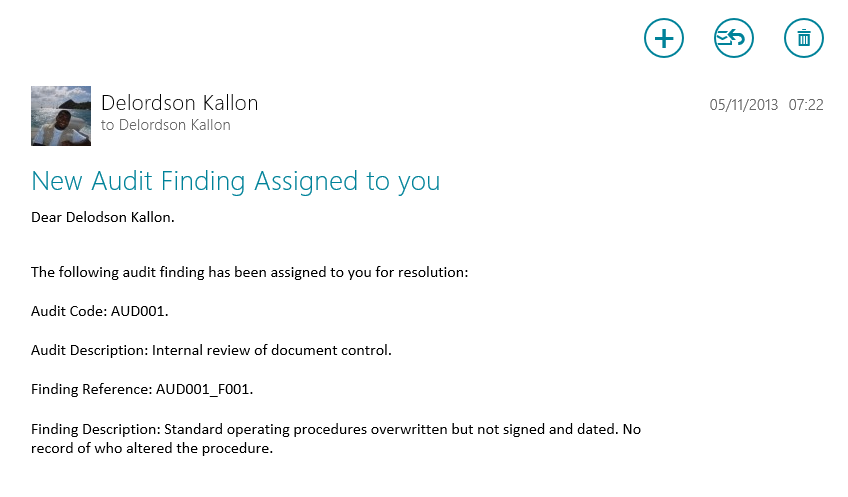 Delordson Kallon
05/11/2013 07:22
to Delordson Kallon
New Audit Finding Assigned to you
Dear Delodson Kallon.
The following audit finding has been assigned to you for resolution:
Audit Code: AUD001.
Audit Description: Internal review of document control.
Finding Reference: AUD001_F001.
Finding Description: Standard operating procedures overwritten but not signed and dated. No
record of who altered the procedure.